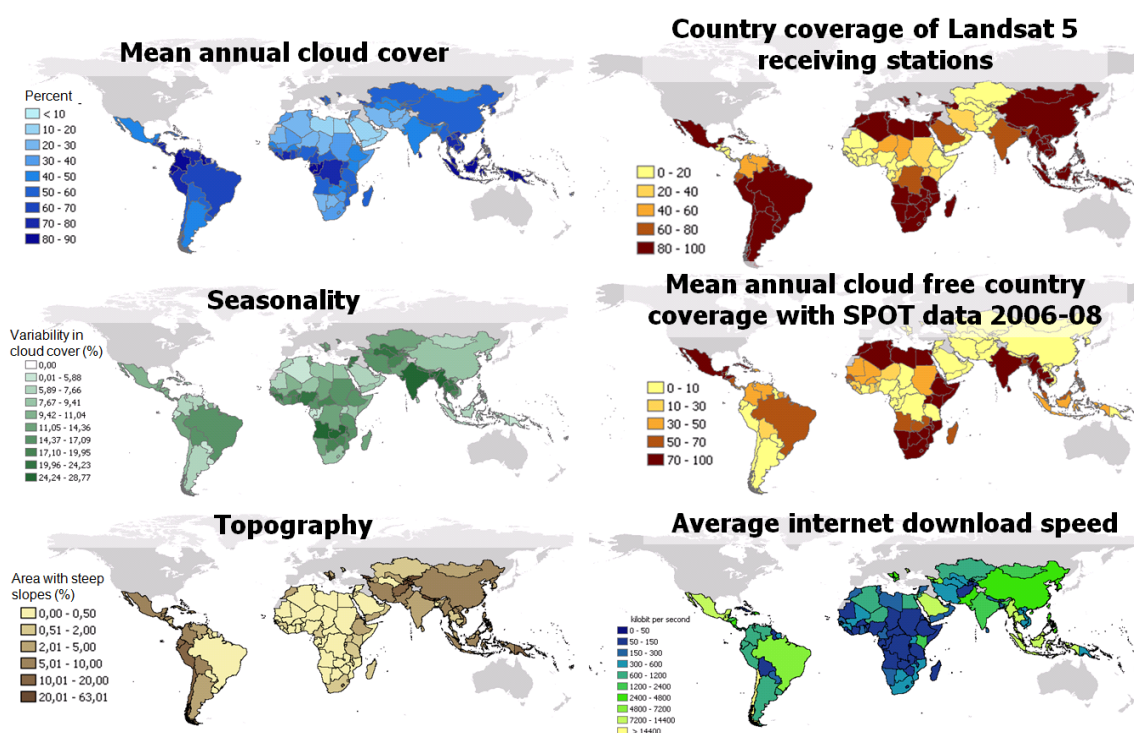 Mean annual cloud cover
Percent
< 10
10 - 20
20 - 30
30 - 40
40 - 50
50 - 60
60 - 70
70 - 80
80 - 90
Country coverage of Landsat 5
receiving stations
0 - 20
20 - 40
40 - 60
60 - 80
80 - 100
Seasonality
Variability in
cloud cover (%)
0,00
0,01 - 5,88
5,89 - 7,66
7,67 - 9,41
9,42 - 11,04
11,05 - 14,36
14,37 - 17,09
17,10 - 19,95
19,96 - 24,23
24,24 - 28,77
Mean annual cloud free country
coverage with SPOT data 2006-08
0 - 10
10 - 30
30 - 50
50 - 70
70 - 100
Topography
Area with steep
slopes (%)
0,00 - 0,50
0,51 - 2,00
2,01 - 5,00
5,01 - 10,00
10,01 - 20,00
20,01 - 63,01
Average internet download speed
kilobit per second
0 - 50
50 - 150
150 - 300
300 - 600
600 - 1200
1200 - 2400
2400 - 4800
4800 - 7200
7200 - 14400
> 14400